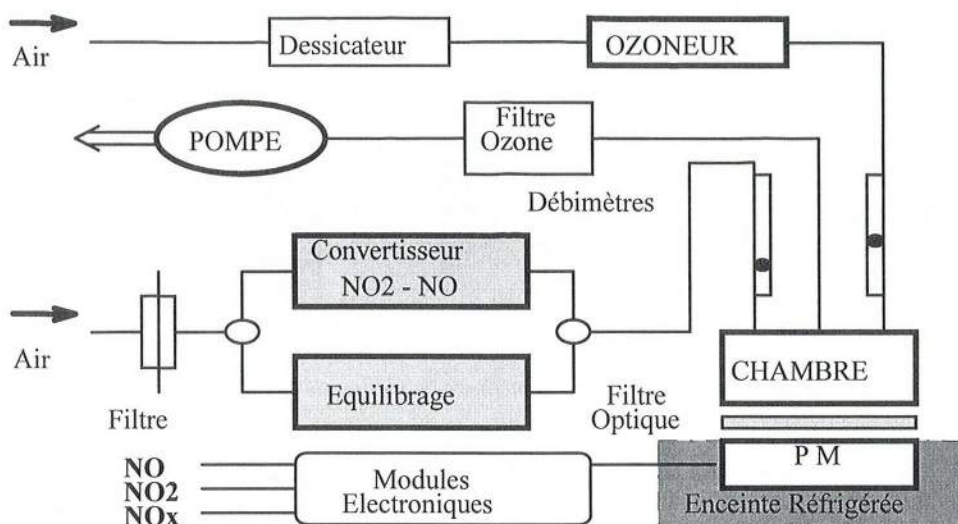 Air
Dessicateur
OZONEUR
POMPE
Filtre
Ozone
Débimètres
Convertisseur
NO2 - NO
Air
Filtre
Equilibrage
CHAMBRE
Filtre
Optique
P M
Enceinte Réfrigérée
NO
NO2
NOx
Modules
Electroniques